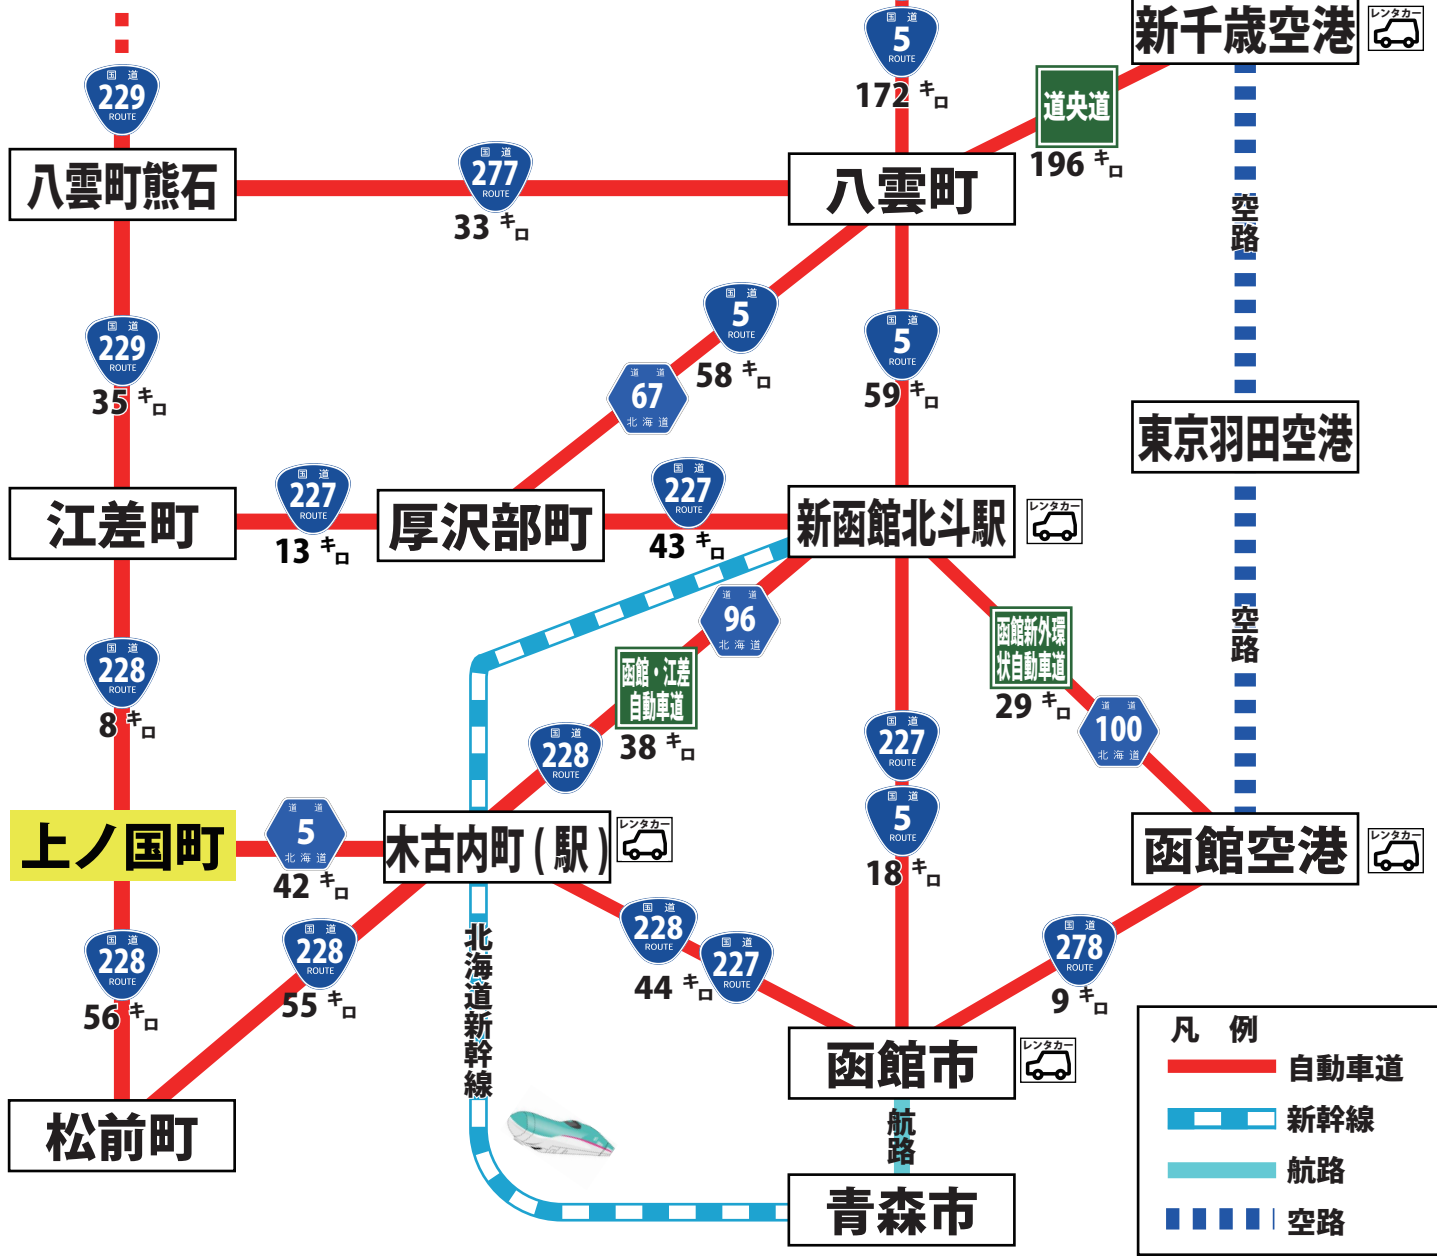 新千歳空港
レンタカー
国道
5
ROUTE
172 キロ
道央道
196 キロ
国道
229
ROUTE
八雲町熊石
国道
277
ROUTE
33 キロ
八雲町
空路
国道
229
ROUTE
35 キロ
国道
5
ROUTE
58 キロ
道道
67
北海道
国道
5
ROUTE
59 キロ
東京羽田空港
江差町
国道
227
ROUTE
13 キロ
厚沢部町
国道
227
ROUTE
43 キロ
新函館北斗駅
レンタカー
空路
国道
228
ROUTE
8 キロ
道道
96
北海道
函館・江差
自動車道
38 キロ
国道
228
ROUTE
函館新外環
状自動車道
29 キロ
道道
100
北海道
国道
227
ROUTE
国道
5
ROUTE
18 キロ
上ノ国町
道道
5
北海道
42 キロ
木古内町(駅)
レンタカー
函館空港
レンタカー
国道
228
ROUTE
56 キロ
国道
228
ROUTE
55 キロ
北海道新幹線
国道
228
ROUTE
44 キロ
国道
227
ROUTE
国道
278
ROUTE
9 キロ
函館市
レンタカー
松前町
航路
青森市
凡例
自動車道
新幹線
航路
空路